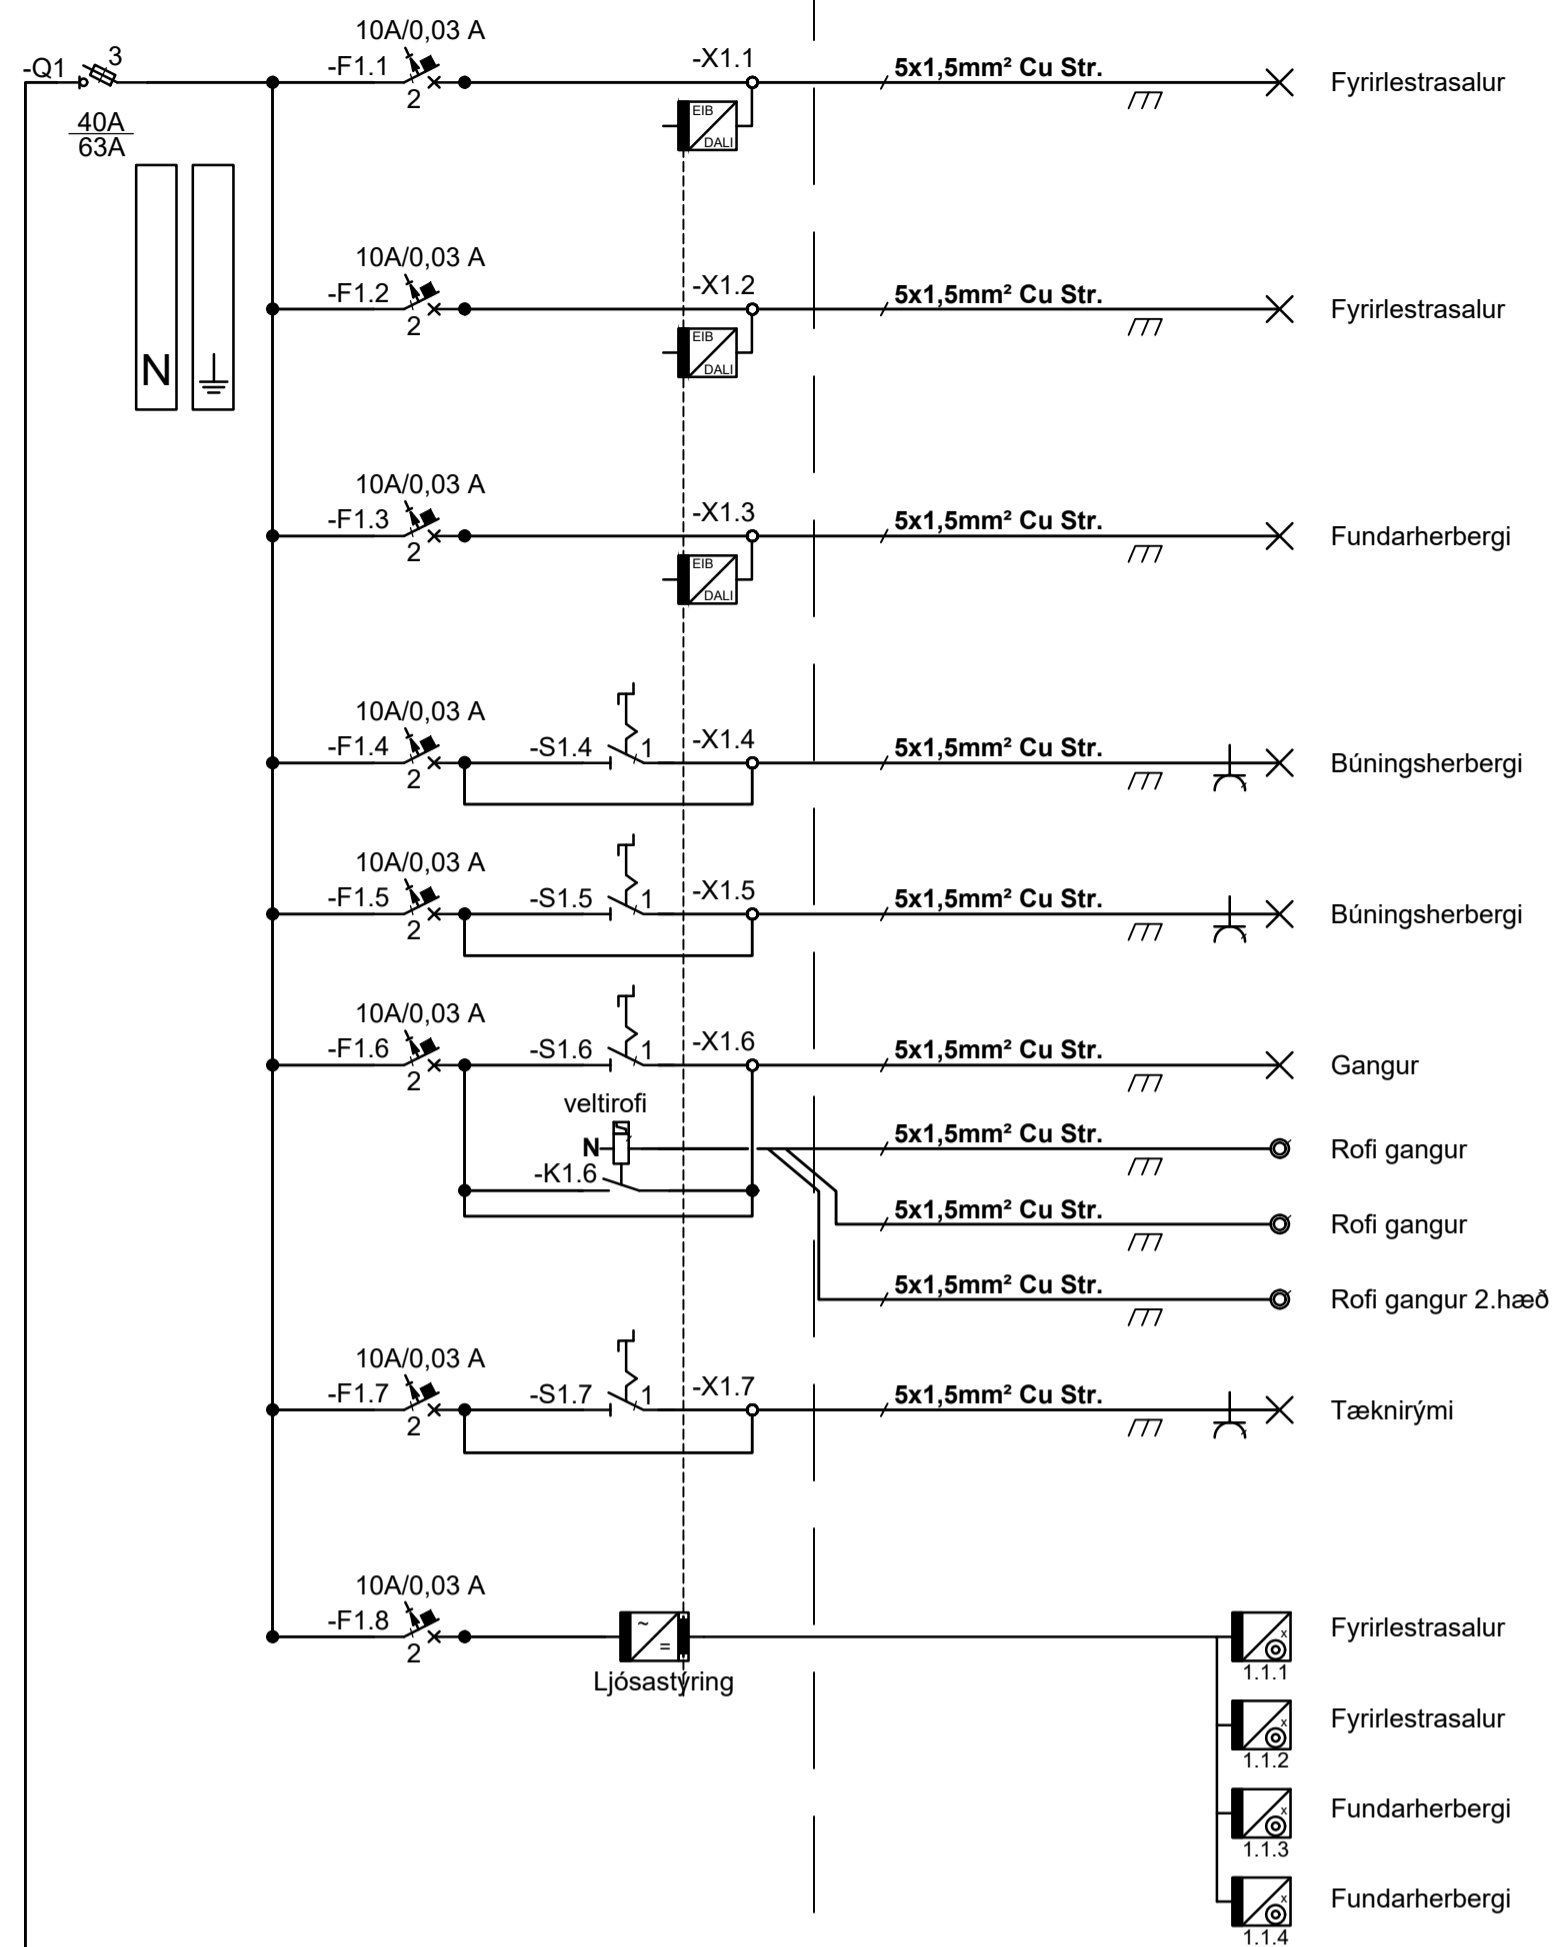 10A/0,03 A
-Q1 3 -F1.1 2 -X1.1 5x1,5mm² Cu Str. Fyrirlestrasalur
40A
63A
EIB
DALI
N
10A/0,03 A
-F1.2 2 -X1.2 5x1,5mm² Cu Str. Fyrirlestrasalur
EIB
DALI
10A/0,03 A
-F1.3 2 -X1.3 5x1,5mm² Cu Str. Fundarherbergi
EIB
DALI
10A/0,03 A
-F1.4 2 -S1.4 1 -X1.4 5x1,5mm² Cu Str. Búningsherbergi
10A/0,03 A
-F1.5 2 -S1.5 1 -X1.5 5x1,5mm² Cu Str. Búningsherbergi
10A/0,03 A
-F1.6 2 -S1.6 1 -X1.6 5x1,5mm² Cu Str. Gangur
veltirofi
S
N 5x1,5mm² Cu Str. Rofi gangur
-K1.6
5x1,5mm² Cu Str. Rofi gangur
5x1,5mm² Cu Str. Rofi gangur 2.hæð
10A/0,03 A
-F1.7 2 -S1.7 1 -X1.7 5x1,5mm² Cu Str. Tæknirými
10A/0,03 A
-F1.8 2 ~ = x Fyrirlestrasalur
Ljósastýring
1.1.1
x Fyrirlestrasalur
1.1.2
x Fundarherbergi
1.1.3
x Fundarherbergi
1.1.4